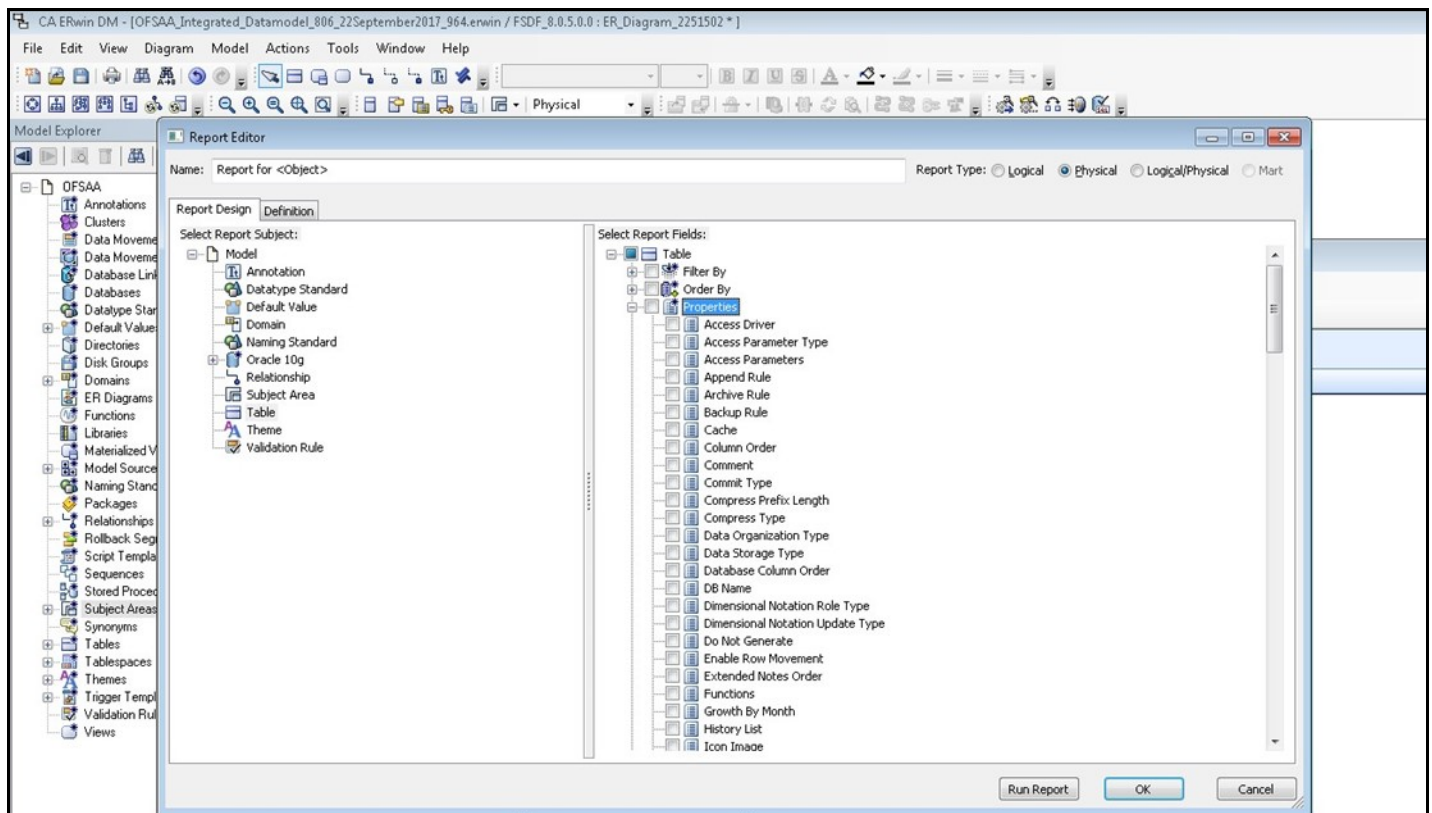 CA ERwin DM - [OFSAA_Integrated_Datamodel_806_22September2017_964.erwin / FSDF_8.0.5.0.0 : ER_Diagram_2251502 * ]
File Edit View Diagram Model Actions Tools Window Help
Physical
Model Explorer
OFSAA
Annotations
Clusters
Data Moveme
Data Moveme
Database Link
Databases
Datatype Star
Default Value
Directories
Disk Groups
Domains
ER Diagrams
Functions
Libraries
Materialized V
Model Source
Naming Stand
Packages
Relationships
Rollback Seg
Script Templa
Sequences
Stored Proced
Subject Areas
Synonyms
Tables
Tablespaces
Themes
Trigger Templ
Validation Rul
Views
Report Editor
Name: Report for <Object>
Report Type: Logical Physical Logical/Physical Mart
Report Design Definition
Select Report Subject:
Model
Annotation
Datatype Standard
Default Value
Domain
Naming Standard
Oracle 10g
Relationship
Subject Area
Table
Theme
Validation Rule
Select Report Fields:
Table
Filter By
Order By
Properties
Access Driver
Access Parameter Type
Access Parameters
Append Rule
Archive Rule
Backup Rule
Cache
Column Order
Comment
Commit Type
Compress Prefix Length
Compress Type
Data Organization Type
Data Storage Type
Database Column Order
DB Name
Dimensional Notation Role Type
Dimensional Notation Update Type
Do Not Generate
Enable Row Movement
Extended Notes Order
Functions
Growth By Month
History List
Icon Image
Run Report OK Cancel